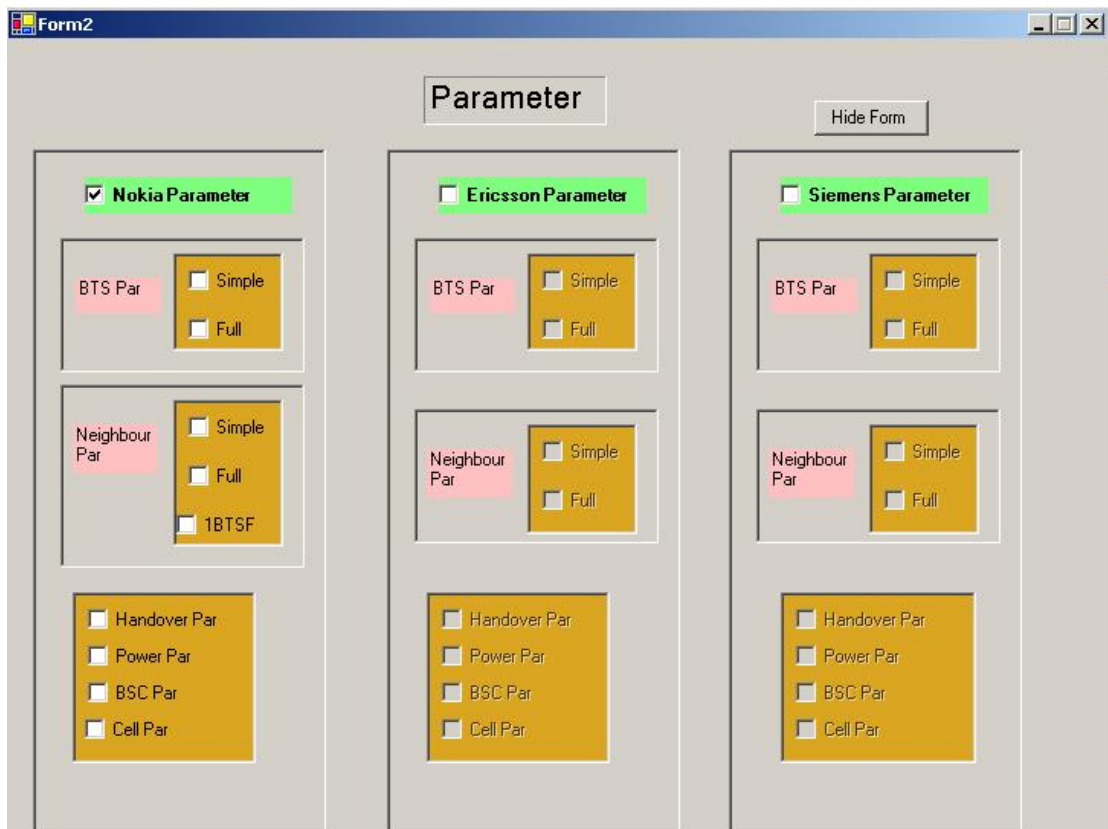 Form2
Parameter
Hide Form
Nokia Parameter
BTS Par
Simple
Full
Neighbour
Par
Simple
Full
1BTSF
Handover Par
Power Par
BSC Par
Cell Par
Ericsson Parameter
BTS Par
Simple
Full
Neighbour
Par
Simple
Full
Handover Par
Power Par
BSC Par
Cell Par
Siemens Parameter
BTS Par
Simple
Full
Neighbour
Par
Simple
Full
Handover Par
Power Par
BSC Par
Cell Par